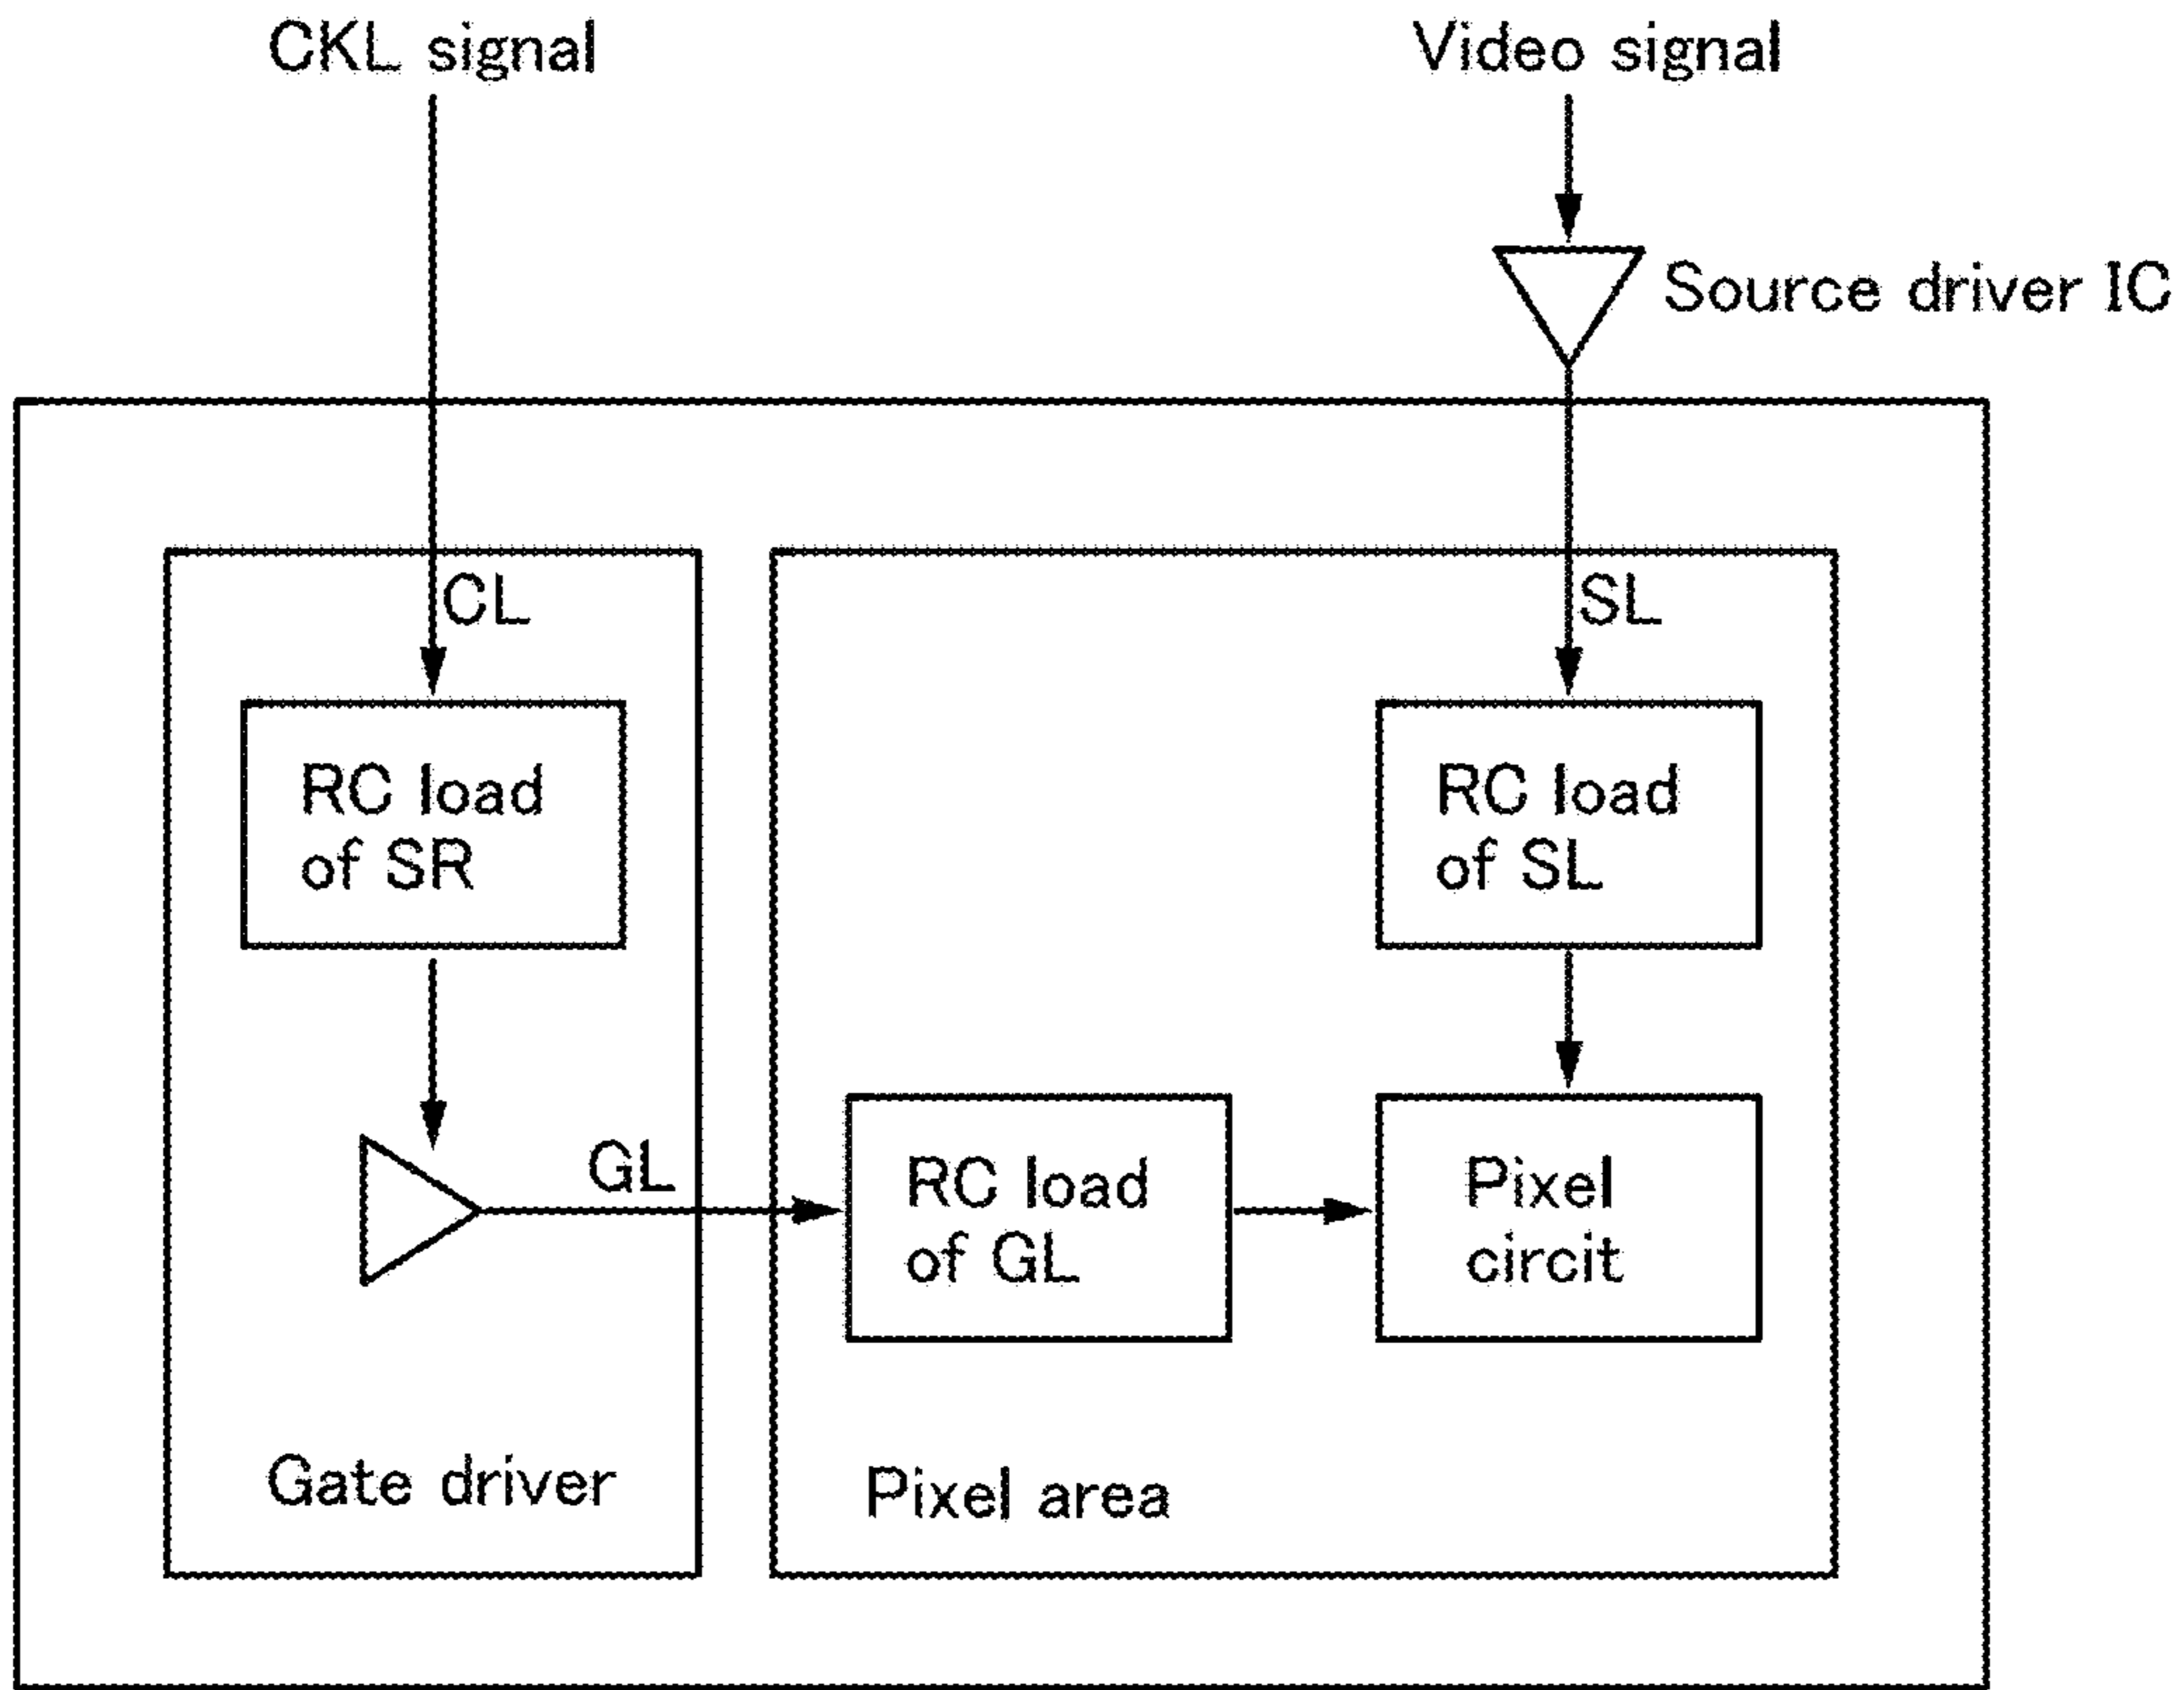 CKL signal
Video signal
Source driver IC
CL
SL
RC load
of SR
RC load
of SL
GL
RC load
of GL
Pixel
circit
Gate driver
Pixel area